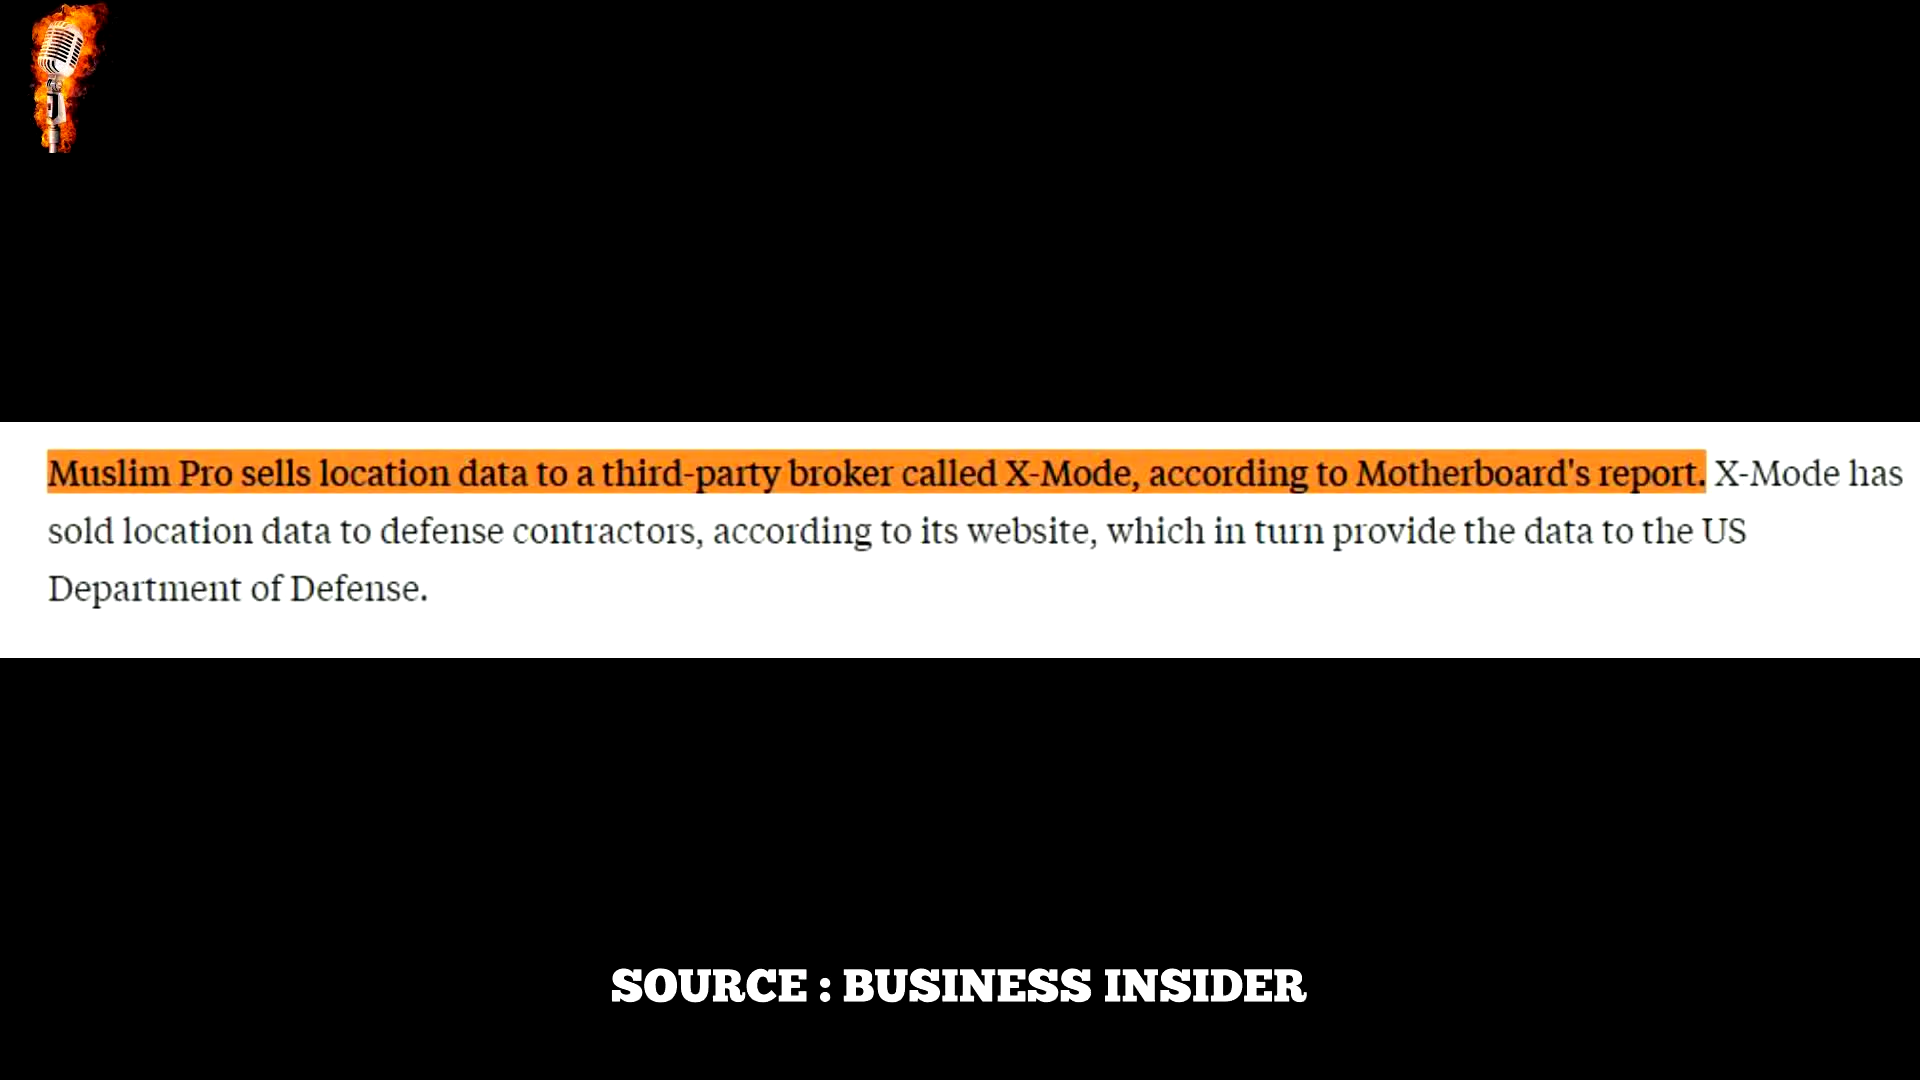 Muslim Pro sells location data to a third-party broker called X-Mode, according to Motherboard's report. X-Mode has
sold location data to defense contractors, according to its website, which in turn provide the data to the US
Department of Defense.
SOURCE : BUSINESS INSIDER